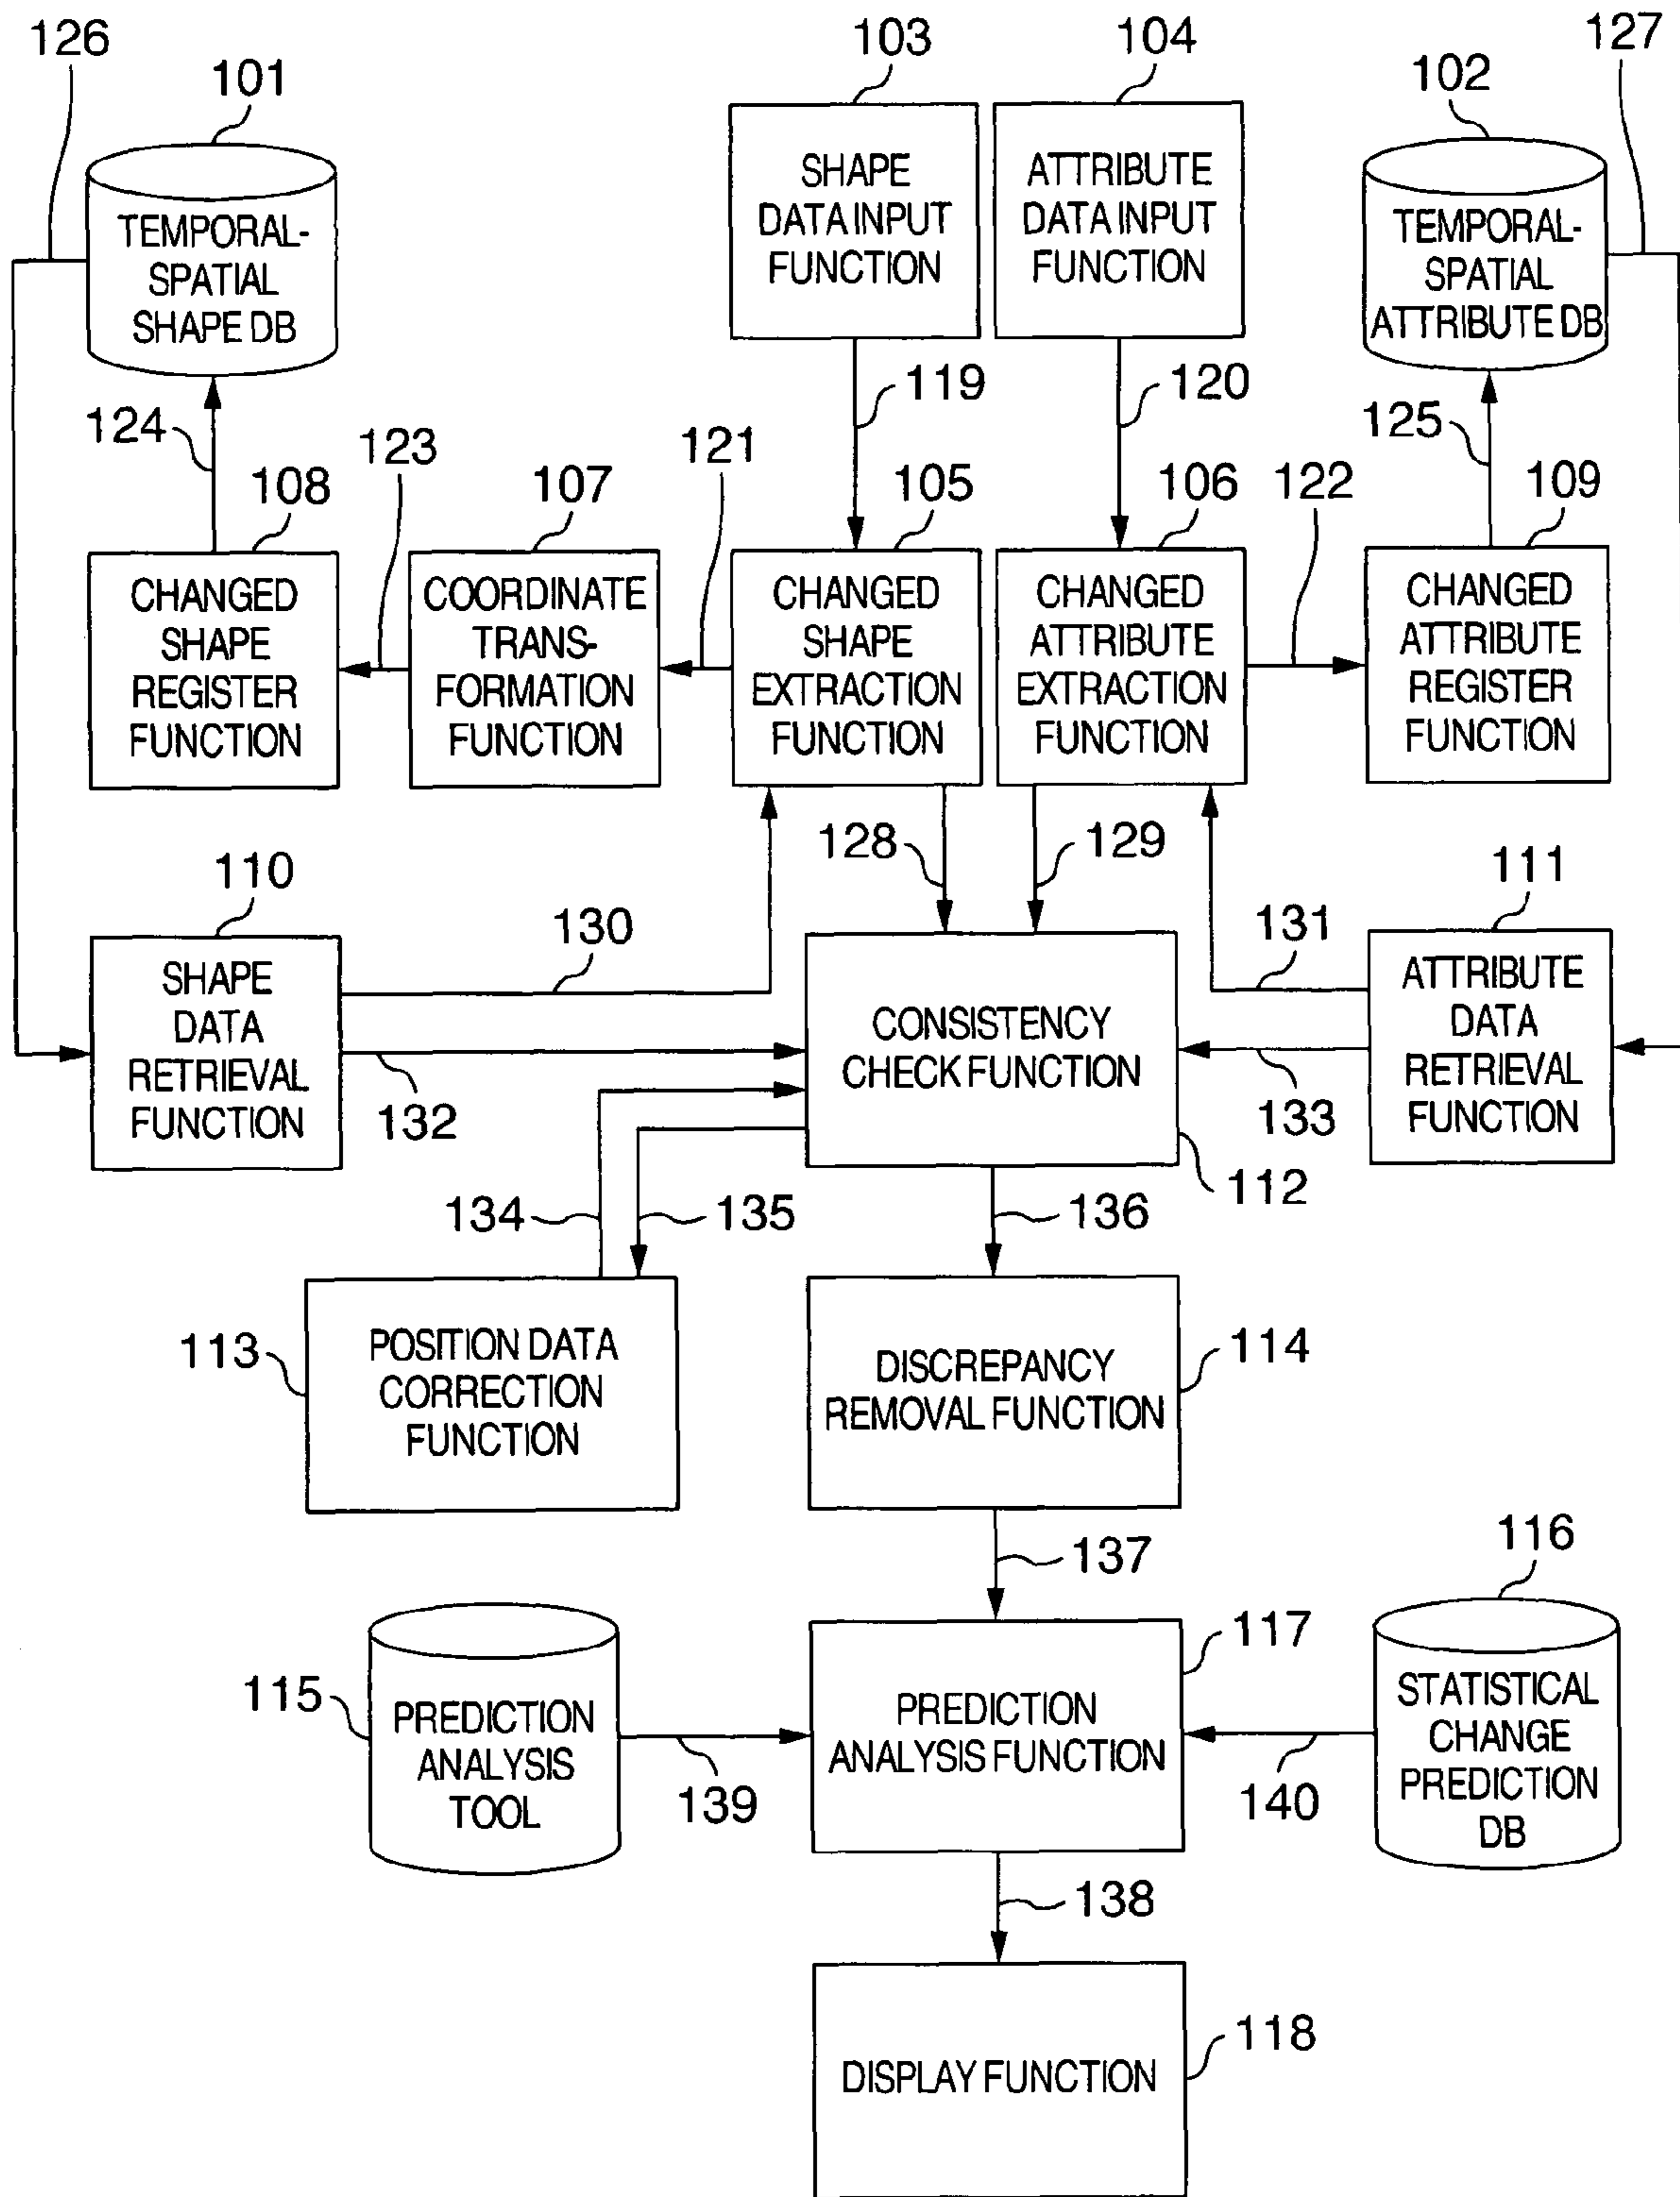 126
101
103
104
102
127
TEMPORAL-
SPATIAL
SHAPE DB
SHAPE
DATA INPUT
FUNCTION
ATTRIBUTE
DATA INPUT
FUNCTION
TEMPORAL-
SPATIAL
ATTRIBUTE DB
124
123
121
119
120
125
108
107
105
106
122
109
CHANGED
SHAPE
REGISTER
FUNCTION
COORDINATE
TRANS-
FORMATION
FUNCTION
CHANGED
SHAPE
EXTRACTION
FUNCTION
CHANGED
ATTRIBUTE
EXTRACTION
FUNCTION
CHANGED
ATTRIBUTE
REGISTER
FUNCTION
128
129
110
130
131
111
SHAPE
DATA
RETRIEVAL
FUNCTION
CONSISTENCY
CHECK FUNCTION
ATTRIBUTE
DATA
RETRIEVAL
FUNCTION
132
133
134
135
136
112
113
POSITION DATA
CORRECTION
FUNCTION
DISCREPANCY
REMOVAL FUNCTION
114
137
116
115
PREDICTION
ANALYSIS
TOOL
139
PREDICTION
ANALYSIS FUNCTION
117
140
STATISTICAL
CHANGE
PREDICTION
DB
138
DISPLAY FUNCTION
118